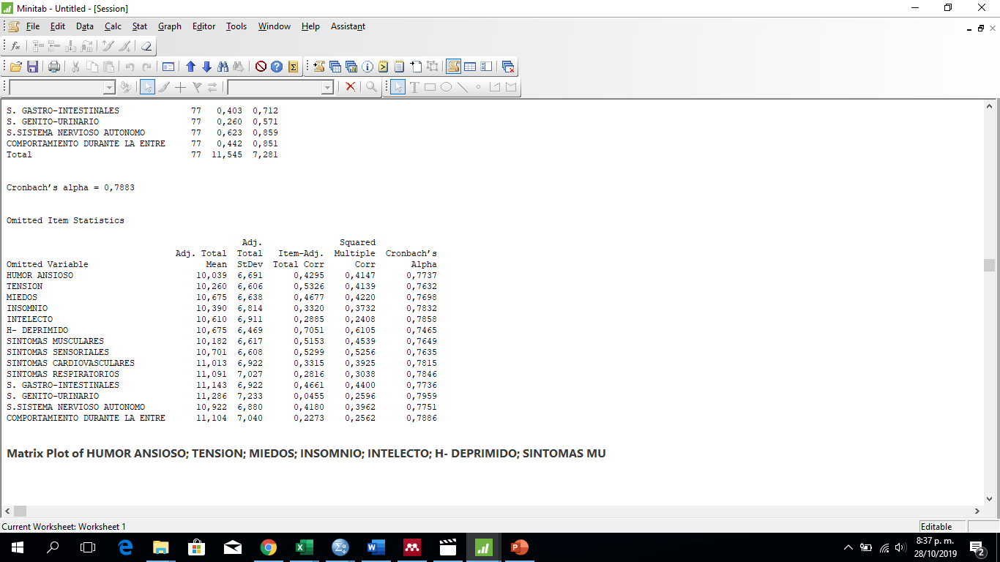 Minitab - Untitled - [Session]
File Edit Data Calc Stat Graph Editor Tools Window Help Assistant
S. GASTRO-INTESTINALES 77 0,403 0,712
S. GENITO-URINARIO 77 0,260 0,571
S.SISTEMA NERVIOSO AUTONOMO 77 0,623 0,859
COMPORTAMIENTO DURANTE LA ENTRE 77 0,442 0,851
Total 77 11,545 7,281
Cronbach’s alpha = 0,7883
Omitted Item Statistics
Adj. Squared
Adj. Total Total Item-Adj. Multiple Cronbach’s
Omitted Variable Mean StDev Total Corr Corr Alpha
HUMOR ANSIOSO 10,039 6,691 0,4295 0,4147 0,7737
TENSION 10,260 6,606 0,5326 0,4139 0,7632
MIEDOS 10,675 6,638 0,4677 0,4220 0,7698
INSOMNIO 10,390 6,814 0,3320 0,3732 0,7832
INTELECTO 10,610 6,911 0,2885 0,2408 0,7858
H- DEPRIMIDO 10,675 6,469 0,7051 0,6105 0,7465
SINTOMAS MUSCULARES 10,182 6,617 0,5153 0,4539 0,7649
SINTOMAS SENSORIALES 10,701 6,608 0,5299 0,5256 0,7635
SINTOMAS CARDIOVASCULARES 11,013 6,922 0,3315 0,3925 0,7815
SINTOMAS RESPIRATORIOS 11,091 7,027 0,2816 0,3038 0,7846
S. GASTRO-INTESTINALES 11,143 6,922 0,4661 0,4400 0,7736
S. GENITO-URINARIO 11,286 7,233 0,0455 0,2596 0,7959
S.SISTEMA NERVIOSO AUTONOMO 10,922 6,880 0,4180 0,3962 0,7751
COMPORTAMIENTO DURANTE LA ENTRE 11,104 7,040 0,2273 0,2562 0,7886
Matrix Plot of HUMOR ANSIOSO; TENSION; MIEDOS; INSOMNIO; INTELECTO; H- DEPRIMIDO; SINTOMAS MU
Current Worksheet: Worksheet 1 Editable
8:37 p. m.
28/10/2019
2